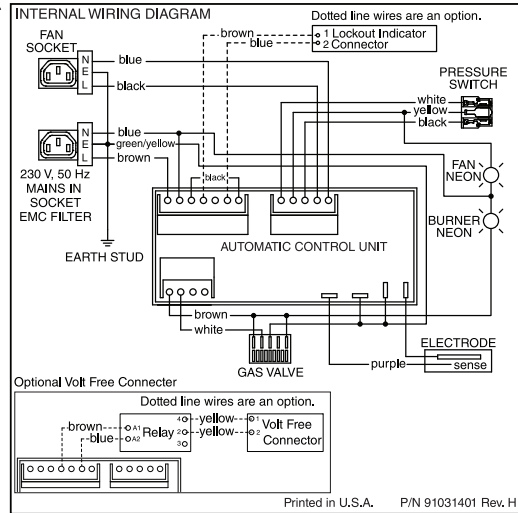 INTERNAL WIRING DIAGRAM
Dotted line wires are an option.
FAN
SOCKET
N
E
L
blue
black
brown
blue
1 Lockout Indicator
2 Connector
PRESSURE
SWITCH
white
yellow
black
N
E
L
blue
green/yellow
brown
black
230 V, 50 Hz
MAINS IN
SOCKET
EMC FILTER
FAN
NEON
BURNER
NEON
EARTH STUD
AUTOMATIC CONTROL UNIT
brown
white
GAS VALVE
ELECTRODE
purple
sense
Optional Volt Free Connecter
Dotted line wires are an option.
brown
blue
A1
A2
Relay
4
2
3
yellow
yellow
1
2
Volt Free
Connector
Printed in U.S.A. P/N 91031401 Rev. H